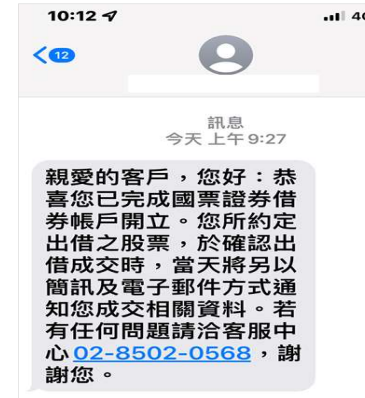 10:12
4G
12
訊息
今天 上午 9:27
親愛的客戶，您好：恭
喜您已完成國票證券借
券帳戶開立。您所約定
出借之股票，於確認出
借成交時，當天將另以
簡訊及電子郵件方式通
知您成交相關資料。若
有任何問題請洽客服中
心 02-8502-0568，謝
謝您。